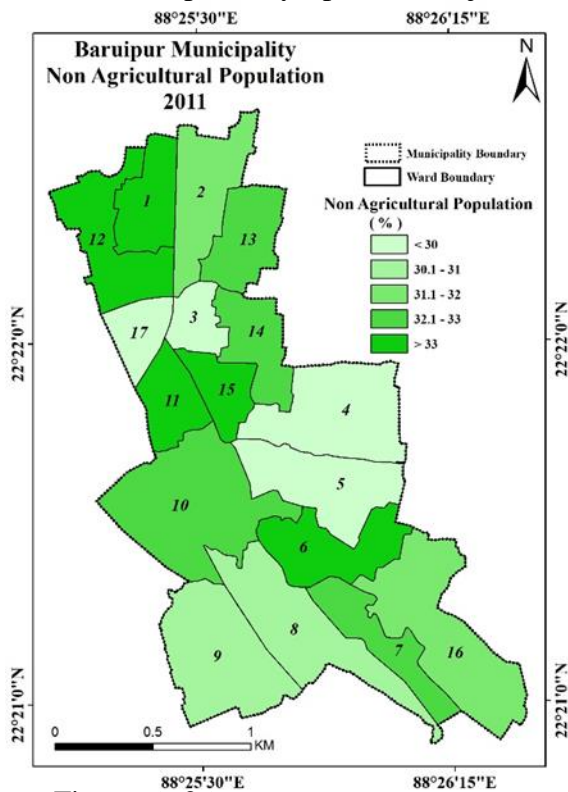 88°25'30"E 88°26'15"E
Baruipur Municipality
Non Agricultural Population
2011
N
Municipality Boundary
Ward Boundary
Non Agricultural Population
( % )
< 30
30.1 - 31
31.1 - 32
32.1 - 33
> 33
1
2
12
13
22°22'0"N 22°22'0"N
3
17
14
15
11
4
5
10
6
8
7
16
9
22°21'0"N 22°21'0"N
0 0.5 1
KM
88°25'30"E 88°26'15"E